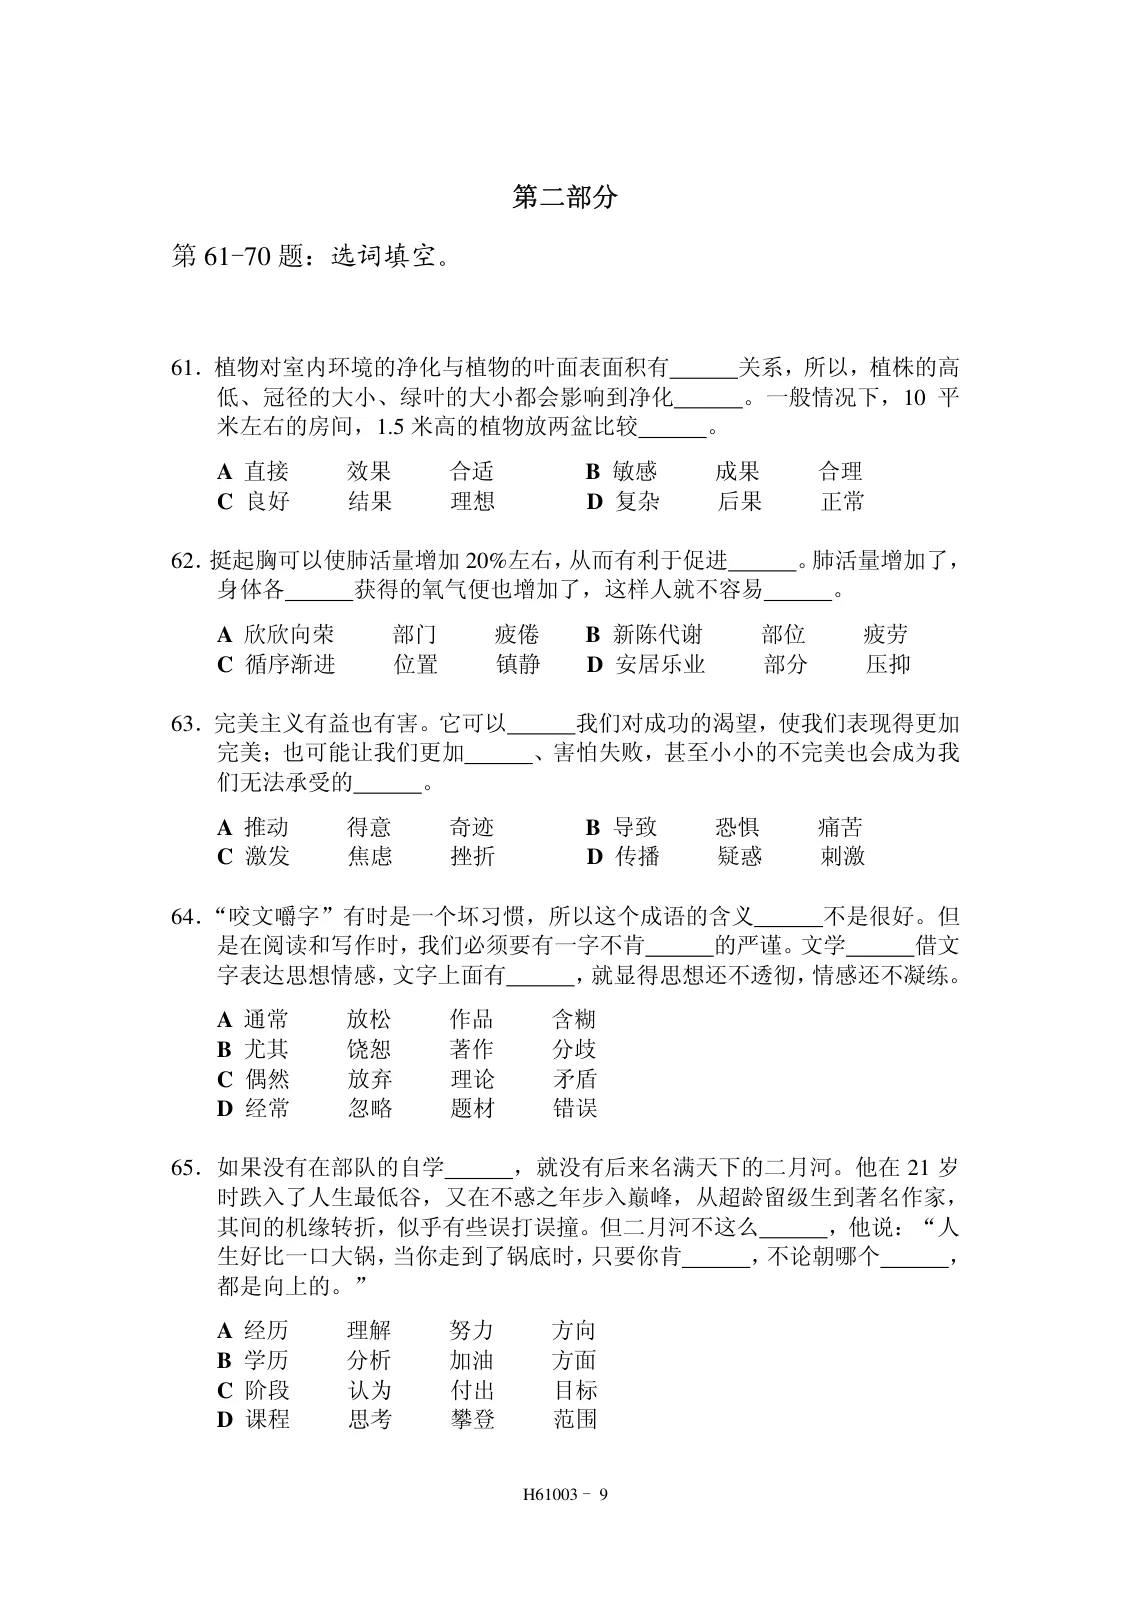 第二部分
第 61-70 题：选词填空。
61．植物对室内环境的净化与植物的叶面表面积有______关系，所以，植株的高
低、冠径的大小、绿叶的大小都会影响到净化______。一般情况下，10 平
米左右的房间，1.5 米高的植物放两盆比较______。
A 直接 效果 合适 B 敏感 成果 合理
C 良好 结果 理想 D 复杂 后果 正常
62．挺起胸可以使肺活量增加 20%左右，从而有利于促进______。肺活量增加了，
身体各______获得的氧气便也增加了，这样人就不容易______。
A 欣欣向荣 部门 疲倦 B 新陈代谢 部位 疲劳
C 循序渐进 位置 镇静 D 安居乐业 部分 压抑
63．完美主义有益也有害。它可以______我们对成功的渴望，使我们表现得更加
完美；也可能让我们更加______、害怕失败，甚至小小的不完美也会成为我
们无法承受的______。
A 推动 得意 奇迹 B 导致 恐惧 痛苦
C 激发 焦虑 挫折 D 传播 疑惑 刺激
64．“咬文嚼字”有时是一个坏习惯，所以这个成语的含义______不是很好。但
是在阅读和写作时，我们必须要有一字不肯______的严谨。文学______借文
字表达思想情感，文字上面有______，就显得思想还不透彻，情感还不凝练。
A 通常 放松 作品 含糊
B 尤其 饶恕 著作 分歧
C 偶然 放弃 理论 矛盾
D 经常 忽略 题材 错误
65．如果没有在部队的自学______，就没有后来名满天下的二月河。他在 21 岁
时跌入了人生最低谷，又在不惑之年步入巅峰，从超龄留级生到著名作家，
其间的机缘转折，似乎有些误打误撞。但二月河不这么______，他说：“人
生好比一口大锅，当你走到了锅底时，只要你肯______，不论朝哪个______，
都是向上的。”
A 经历 理解 努力 方向
B 学历 分析 加油 方面
C 阶段 认为 付出 目标
D 课程 思考 攀登 范围
H61003－ 9